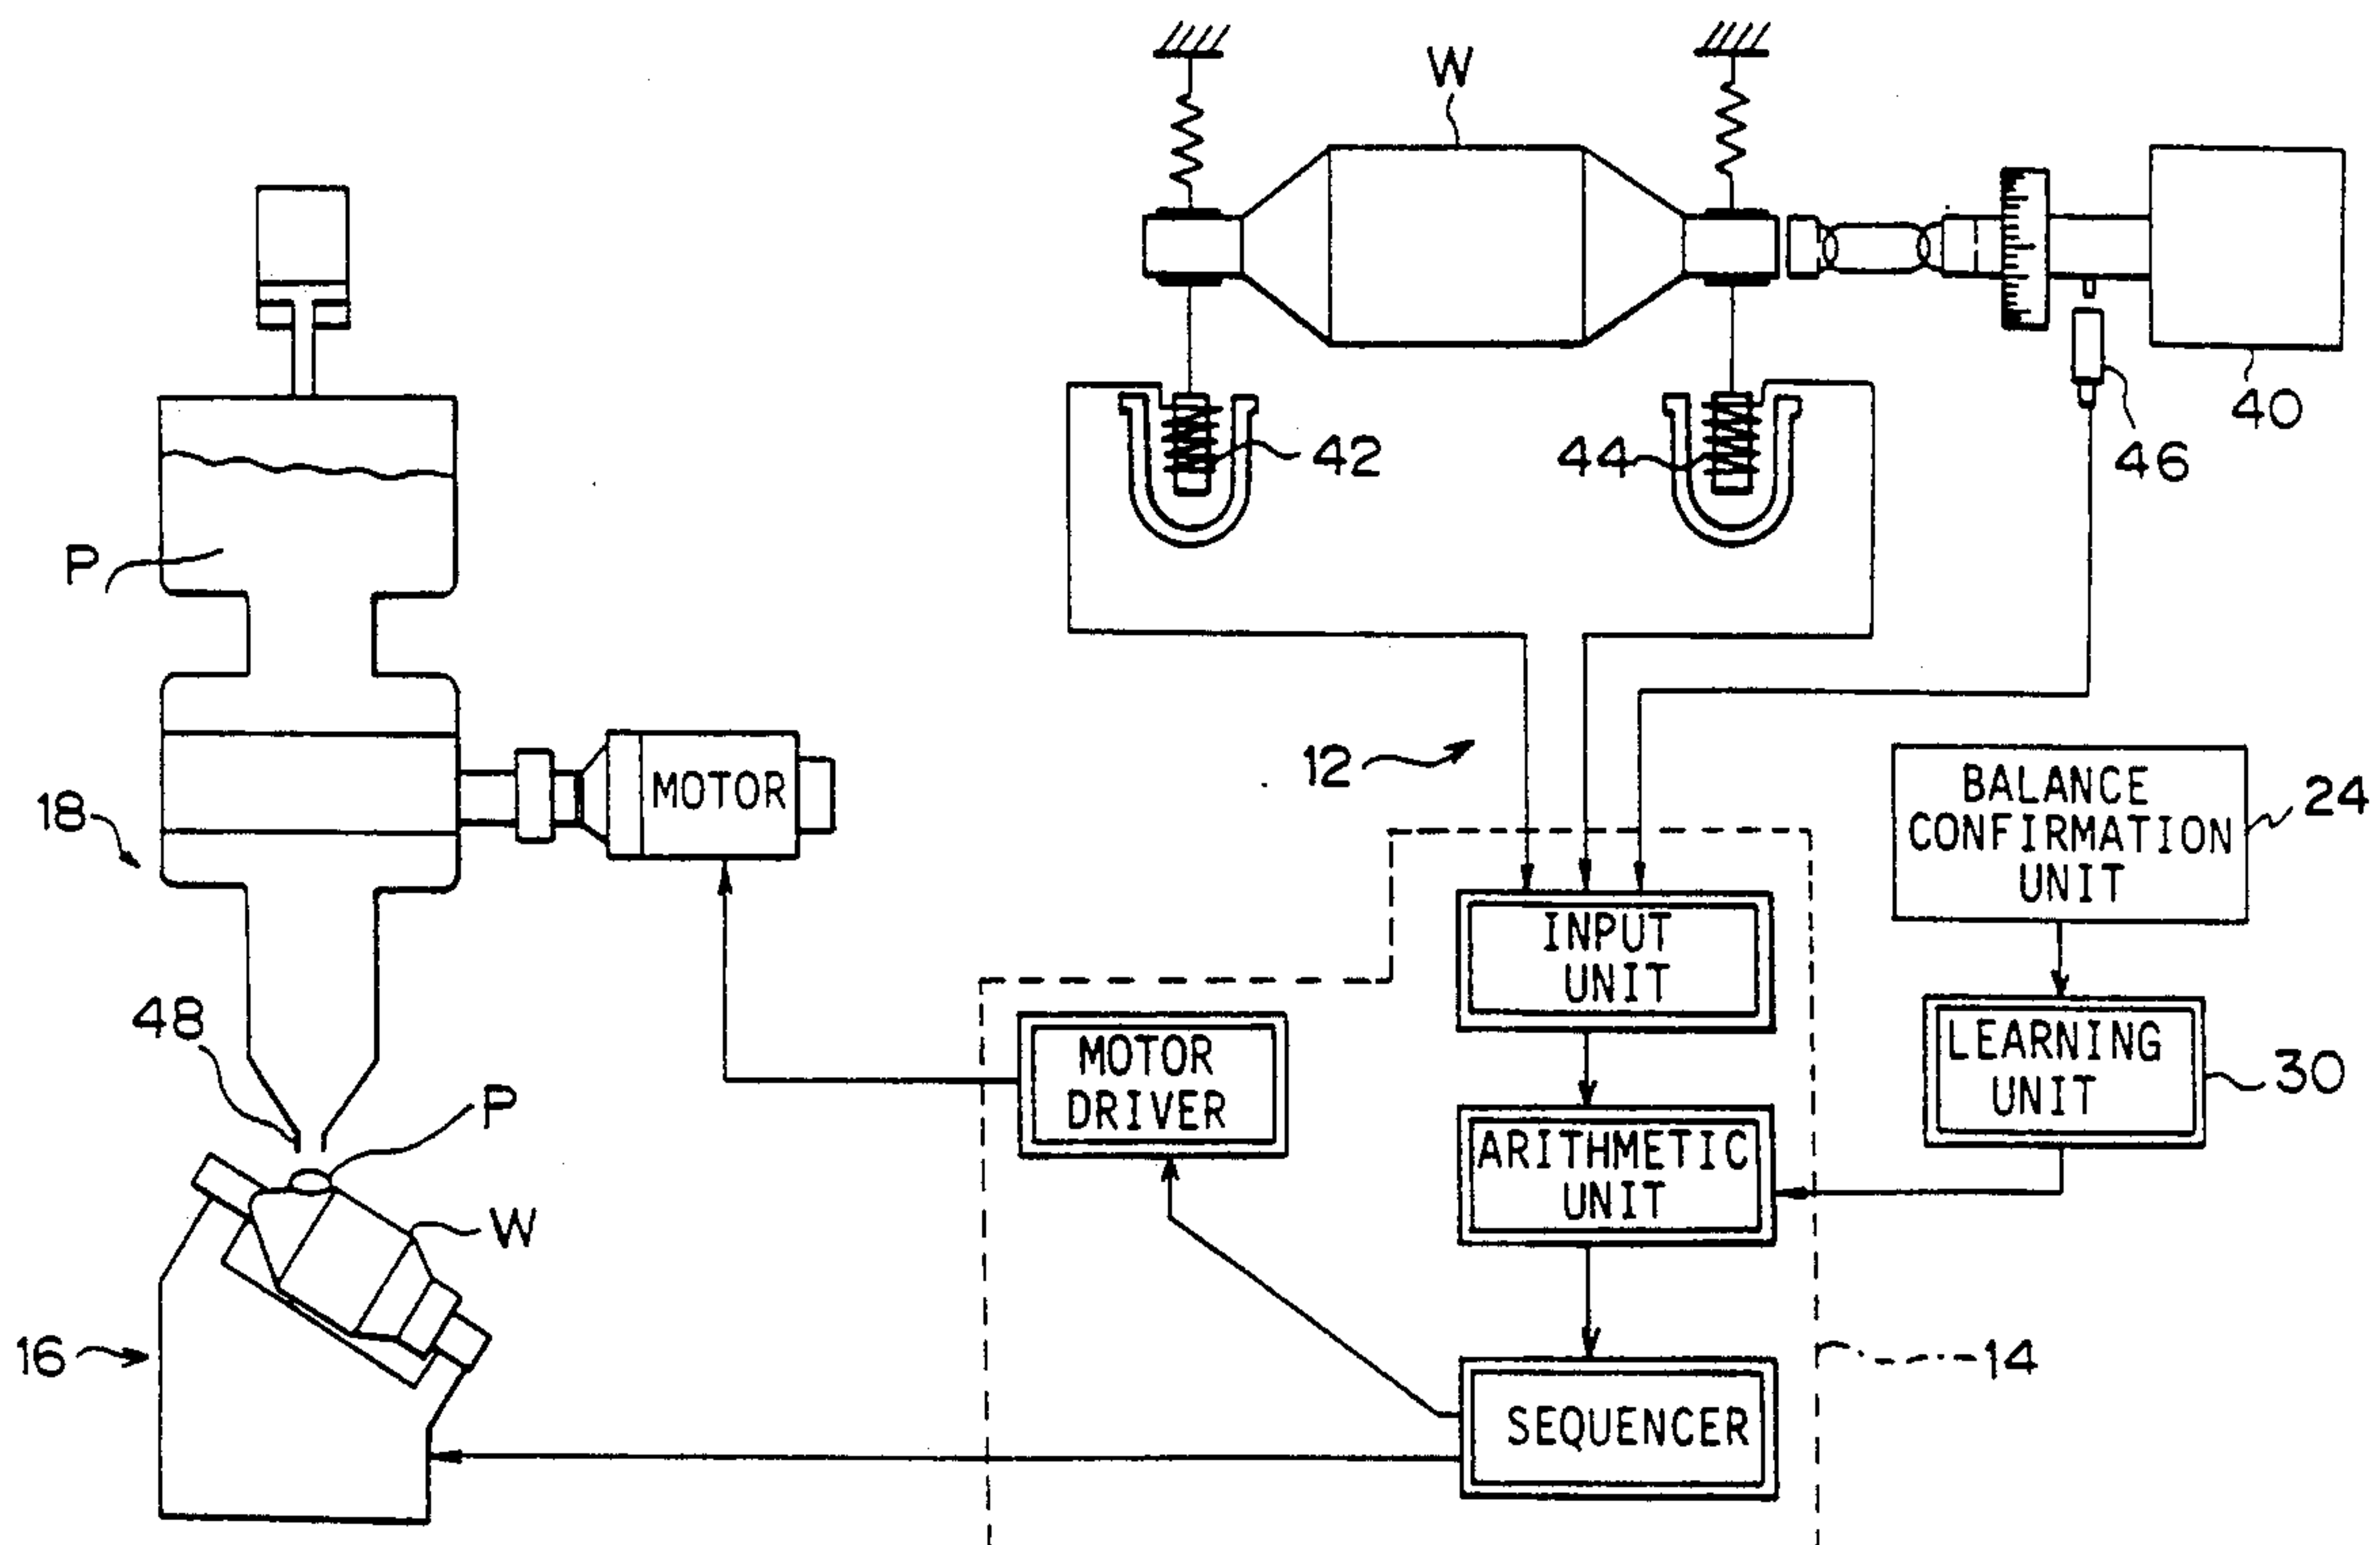 W
40
46
42
44
P
12
MOTOR
18
BALANCE
CONFIRMATION
UNIT
24
INPUT
UNIT
48
MOTOR
DRIVER
LEARNING
UNIT
30
P
ARITHMETIC
UNIT
W
16
14
SEQUENCER